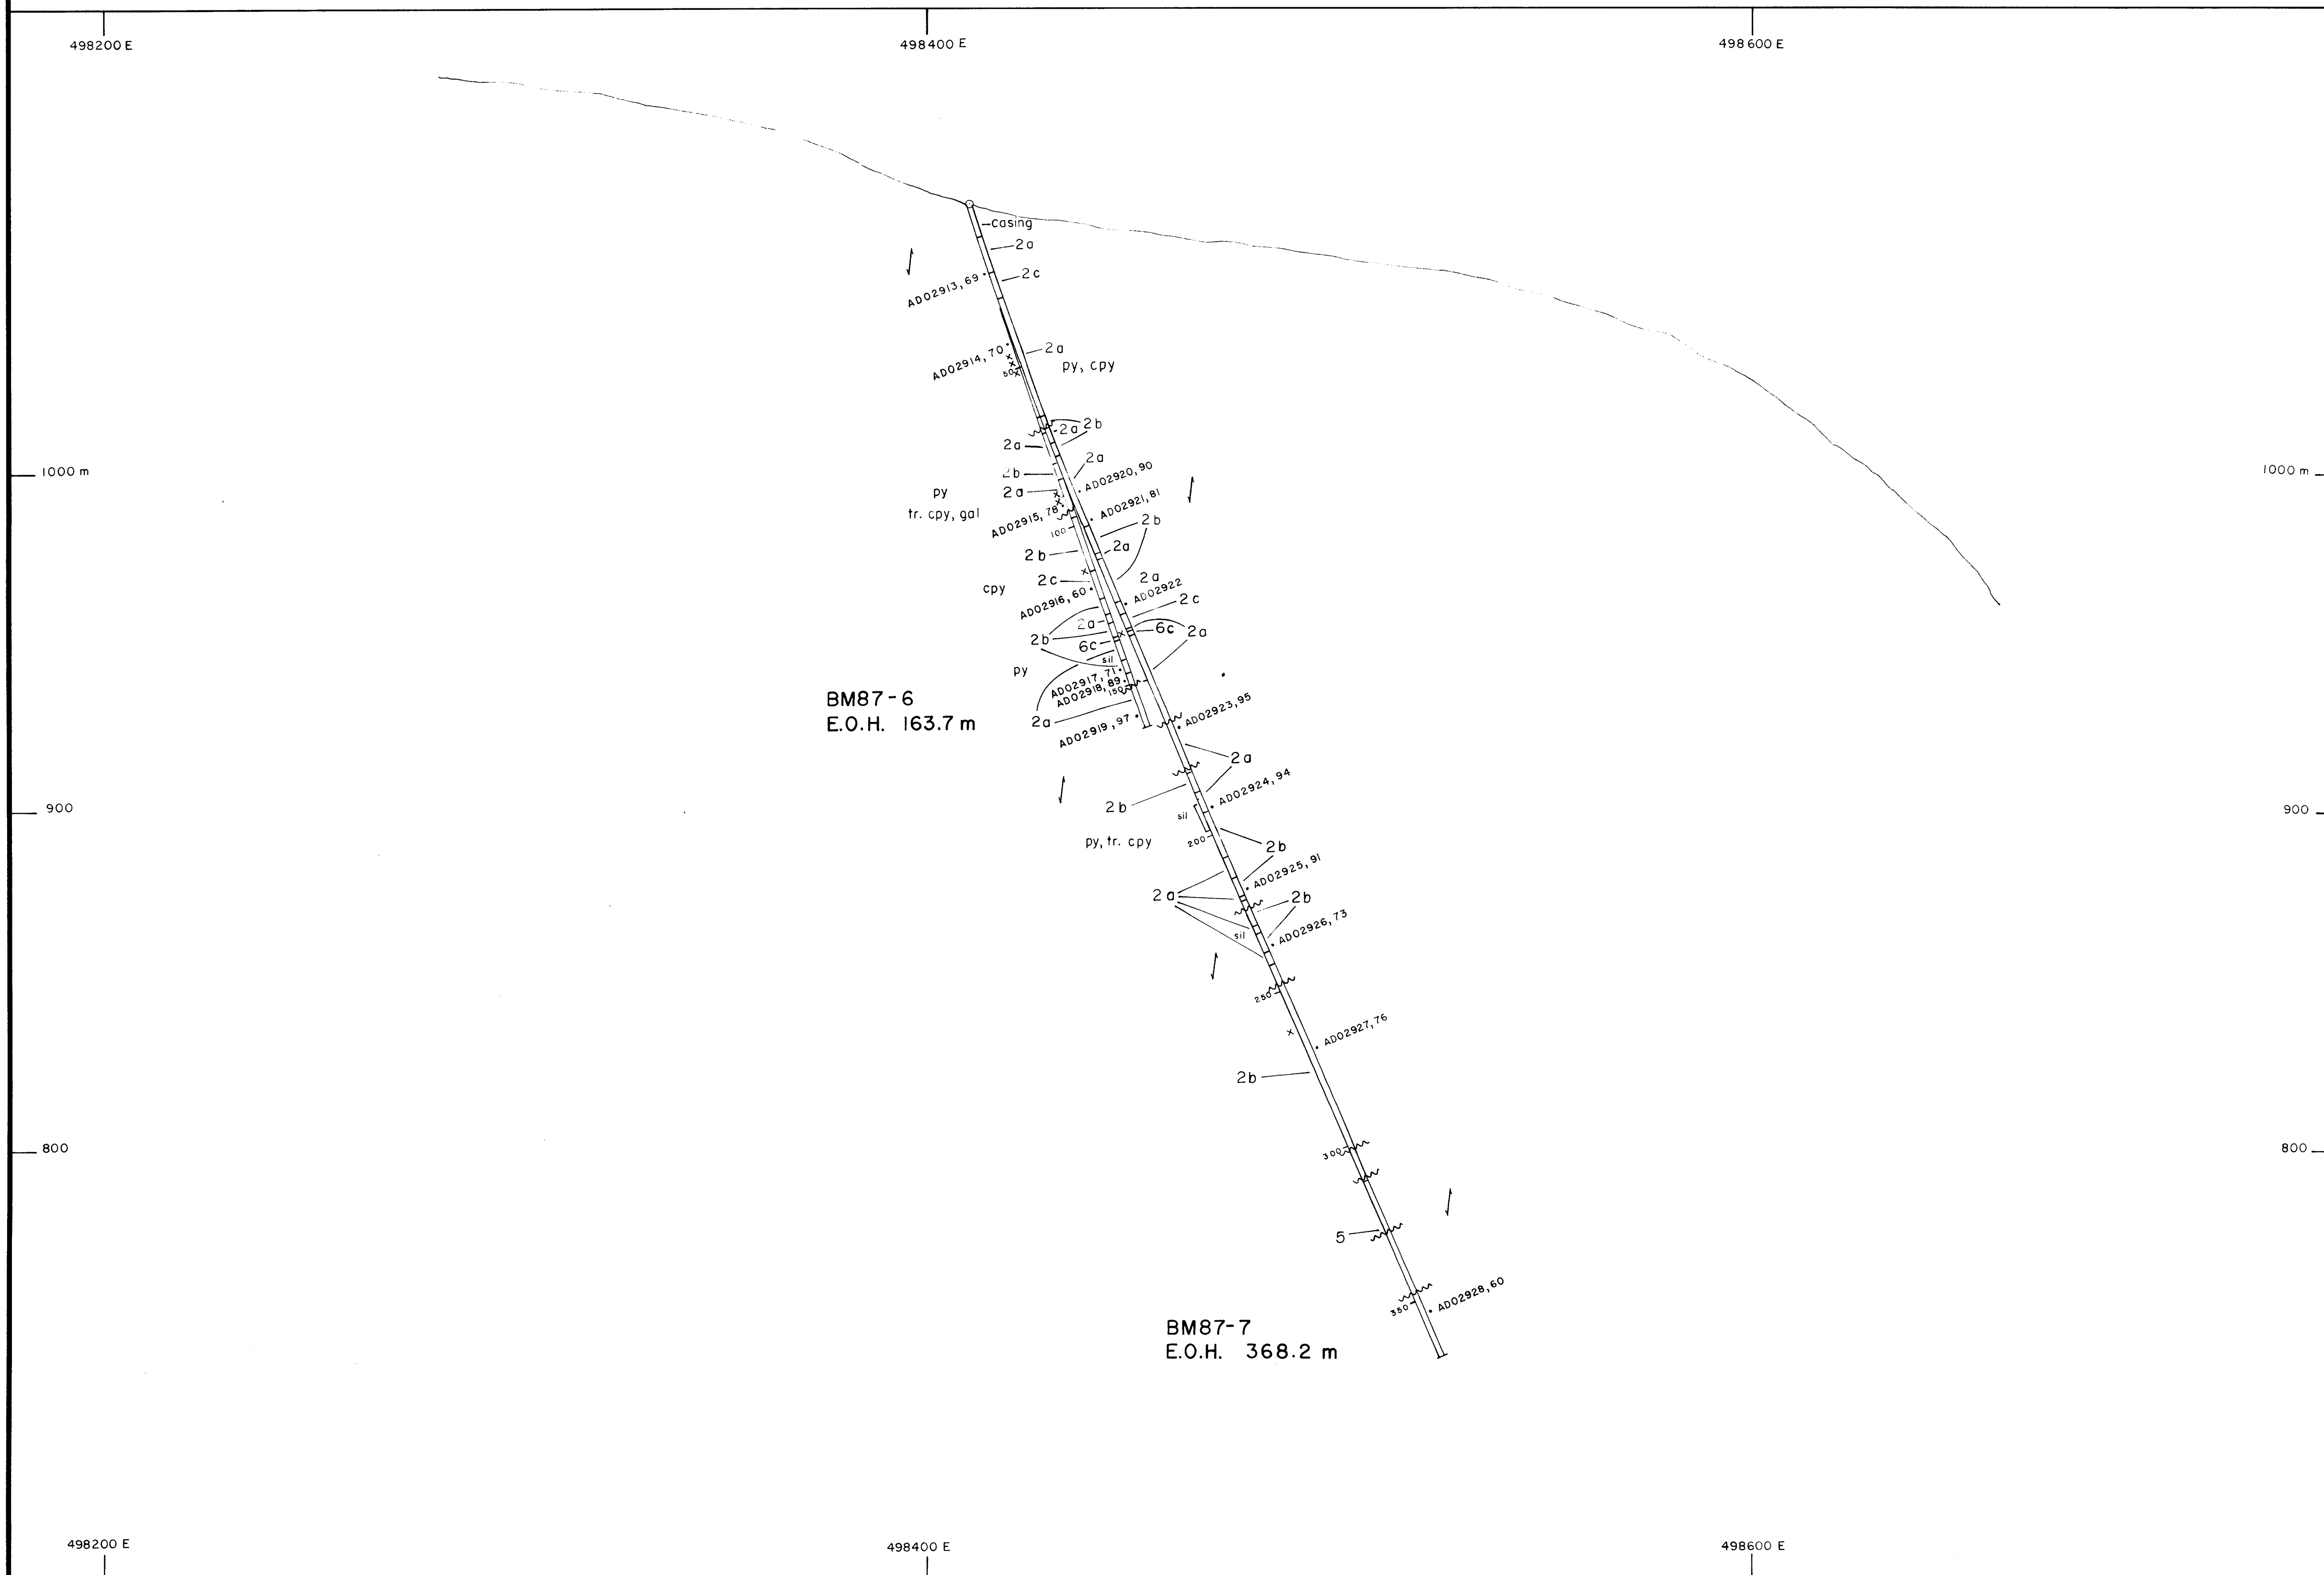 498200 E
498400 E
498600 E
casing
2a
AD02913, 69
2c
AD02914, 70
2a
50
py, cpy
2a
2b
2a
2a
1000 m
2b
AD02920, 90
1000 m
py
2a
tr. cpy, gal
AD02915, 78
AD02921, 81
100
2b
2b
2a
cpy
2c
2a
AD02916, 60
AD02922
2c
2a
2b
6c
2a
6c
sil
py
AD02917, 71
AD02918, 89
150
BM87-6
E.O.H. 163.7 m
2a
AD02919, 97
AD02923, 95
2a
AD02924, 94
900
2b
900
sil
py, tr. cpy
200
2b
AD02925, 91
2a
2b
AD02926, 73
sil
250
AD02927, 76
2b
800
300
800
5
AD02928, 60
350
BM87-7
E.O.H. 368.2 m
498200 E
498400 E
498600 E